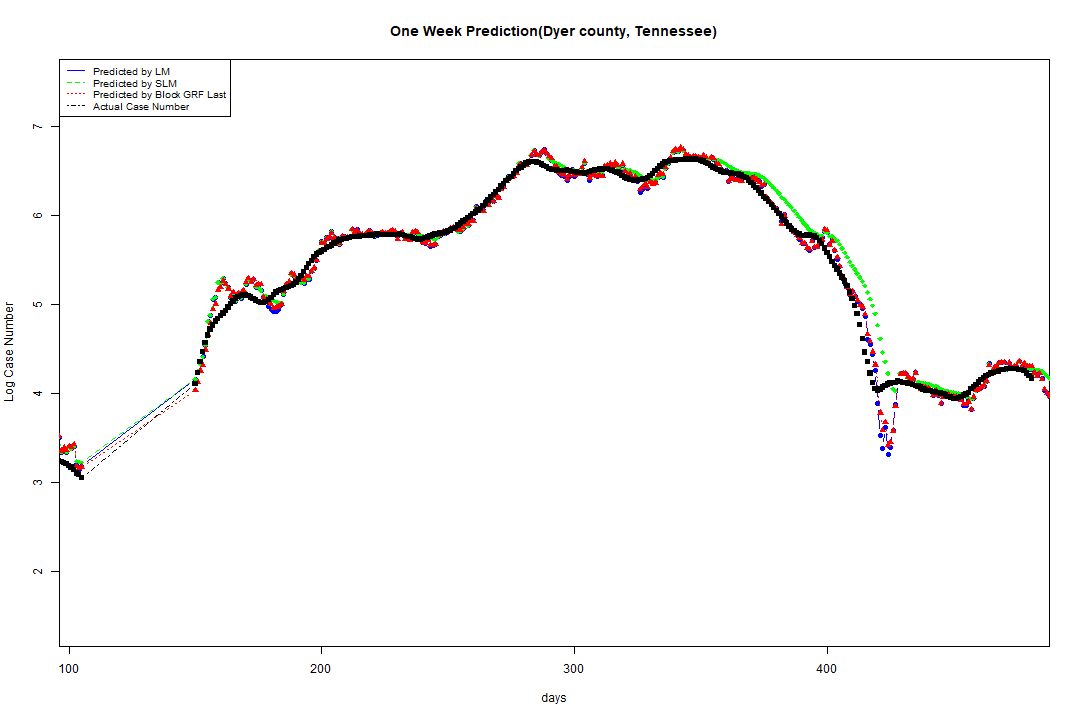 One Week Prediction(Dyer county, Tennessee)
Predicted by LM
Predicted by SLM
Predicted by Block GRF Last
Actual Case Number
Log Case Number
7
6
5
4
3
2
100 200 300 400
days